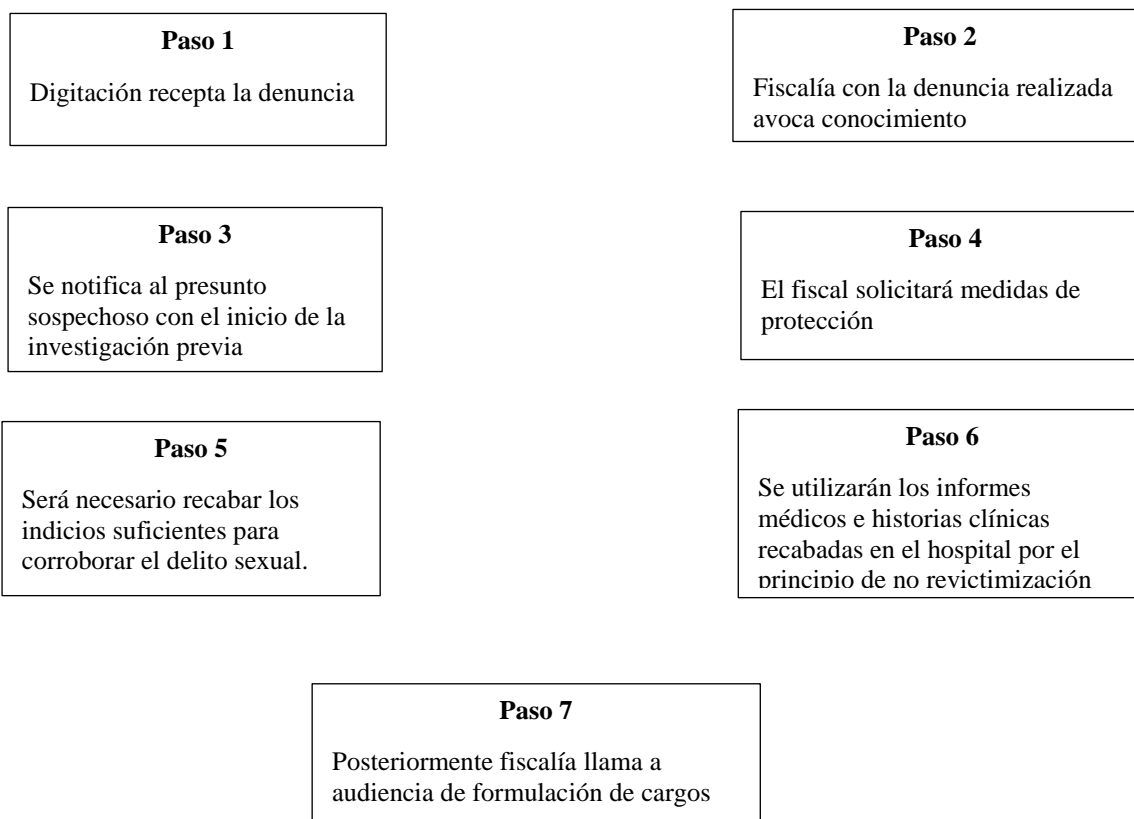 Paso 1
Digitación recepta la denuncia
Paso 2
Fiscalía con la denuncia realizada
avoca conocimiento
Paso 3
Se notifica al presunto
sospechoso con el inicio de la
investigación previa
Paso 4
El fiscal solicitará medidas de
protección
Paso 5
Será necesario recabar los
indicios suficientes para
corroborar el delito sexual.
Paso 6
Se utilizarán los informes
médicos e historias clínicas
recabadas en el hospital por el
principio de no revictimización
Paso 7
Posteriormente fiscalía llama a
audiencia de formulación de cargos